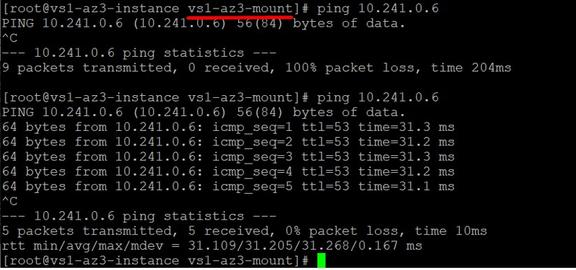 [root@vs1-az3-instance vs1-az3-mount]# ping 10.241.0.6
PING 10.241.0.6 (10.241.0.6) 56(84) bytes of data.
^C
--- 10.241.0.6 ping statistics ---
9 packets transmitted, 0 received, 100% packet loss, time 204ms
[root@vs1-az3-instance vs1-az3-mount]# ping 10.241.0.6
PING 10.241.0.6 (10.241.0.6) 56(84) bytes of data.
64 bytes from 10.241.0.6: icmp_seq=1 ttl=53 time=31.3 ms
64 bytes from 10.241.0.6: icmp_seq=2 ttl=53 time=31.2 ms
64 bytes from 10.241.0.6: icmp_seq=3 ttl=53 time=31.3 ms
64 bytes from 10.241.0.6: icmp_seq=4 ttl=53 time=31.2 ms
64 bytes from 10.241.0.6: icmp_seq=5 ttl=53 time=31.1 ms
^C
--- 10.241.0.6 ping statistics ---
5 packets transmitted, 5 received, 0% packet loss, time 10ms
rtt min/avg/max/mdev = 31.109/31.205/31.268/0.167 ms
[root@vs1-az3-instance vs1-az3-mount]#